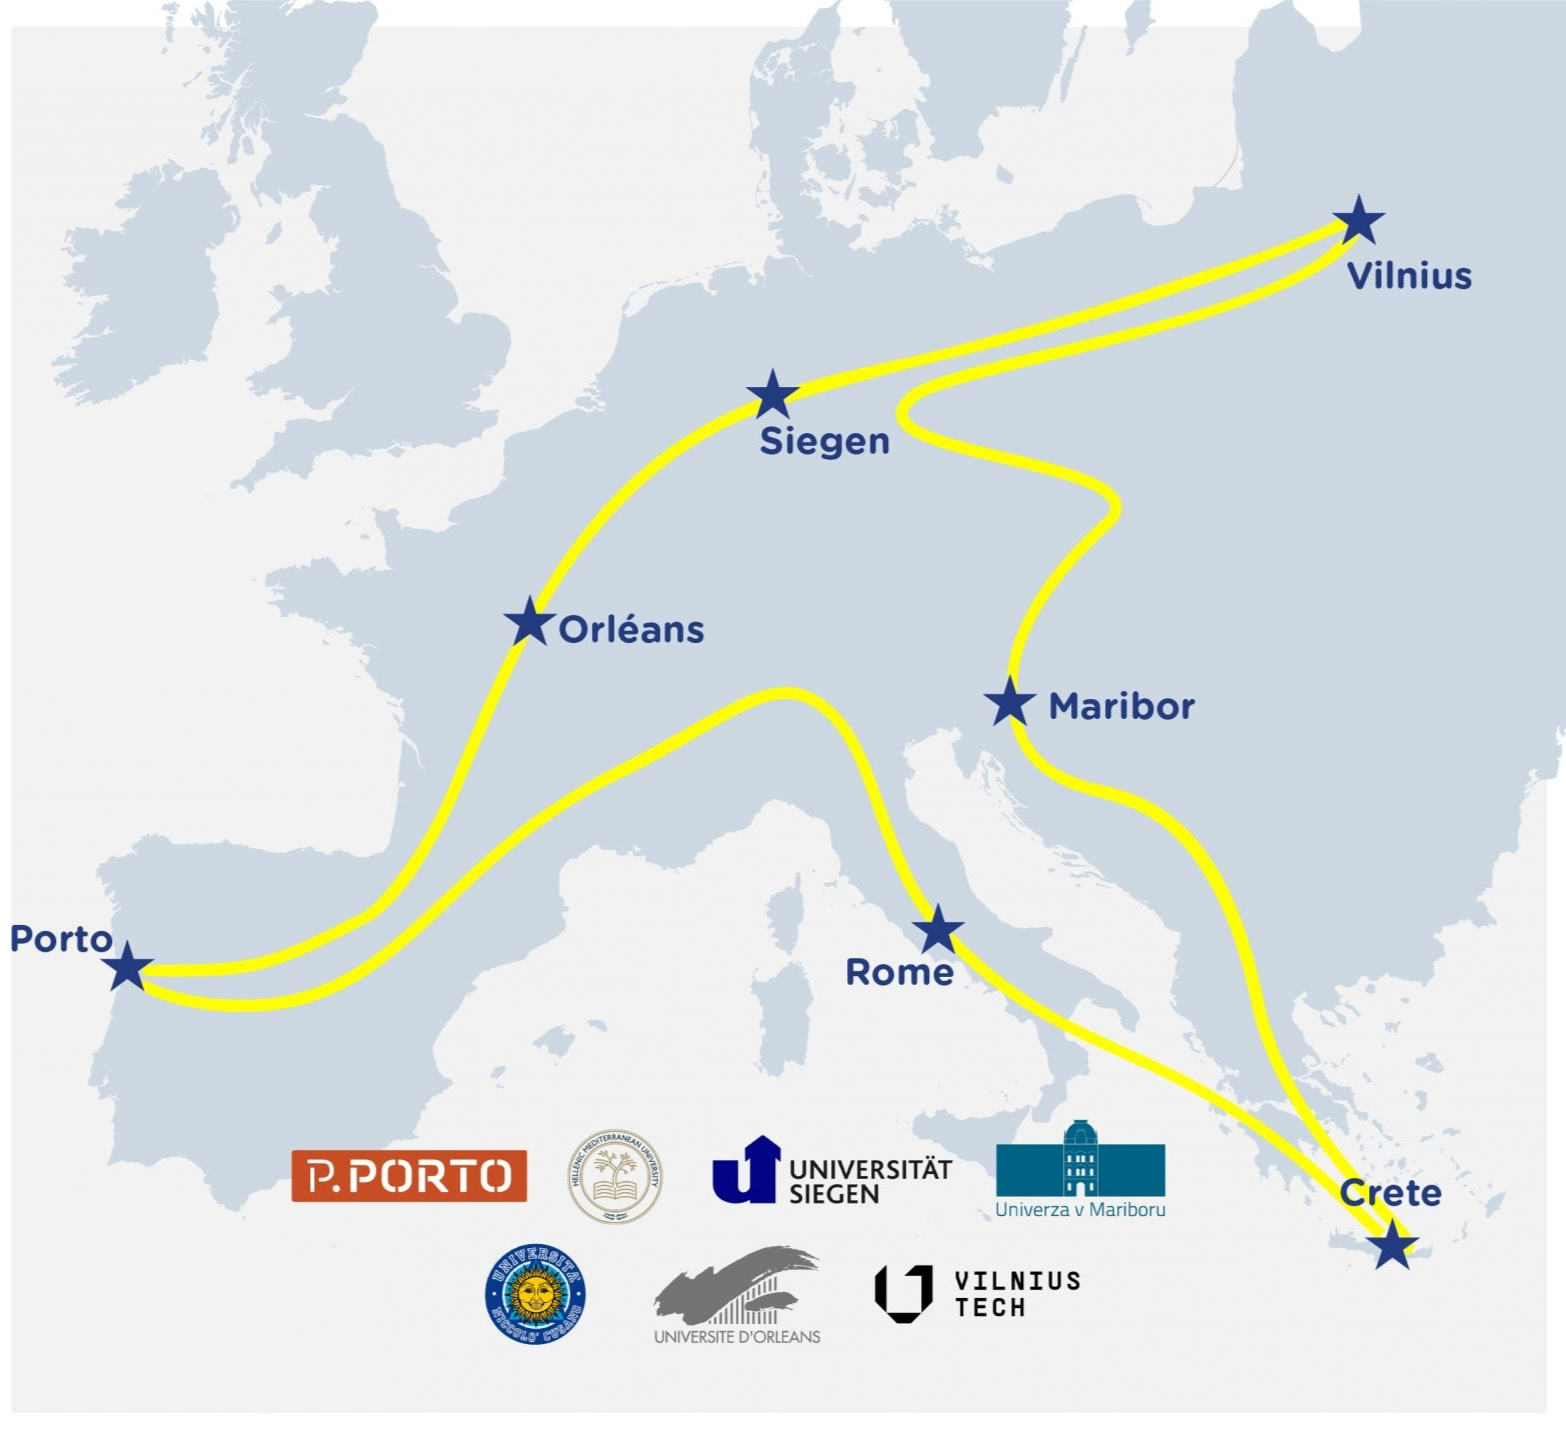 Vilnius
Siegen
Orléans
Maribor
Porto
Rome
Crete
P.PORTO
HELLENIC MEDITERRANEAN UNIVERSITY
UNIVERSITÄT
SIEGEN
Univerza v Mariboru
UNIVERSITA'
NICCOLO' CUSANO
UNIVERSITE D'ORLEANS
VILNIUS
TECH